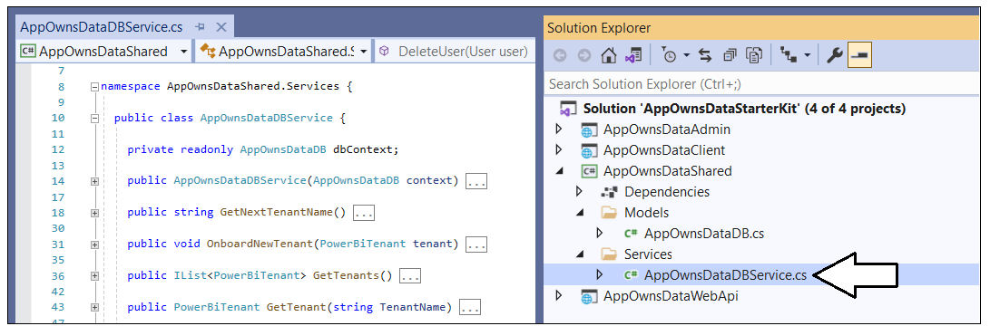 AppOwnsDataDBService.cs
AppOwnsDataShared
AppOwnsDataShared.S
DeleteUser(User user)
7
8 namespace AppOwnsDataShared.Services {
9
10 public class AppOwnsDataDBService {
11
12 private readonly AppOwnsDataDB dbContext;
13
14 public AppOwnsDataDBService(AppOwnsDataDB context) ...
17
18 public string GetNextTenantName() ...
30
31 public void OnboardNewTenant(PowerBiTenant tenant) ...
35
36 public IList<PowerBiTenant> GetTenants() ...
42
43 public PowerBiTenant GetTenant(string TenantName) ...
47
Solution Explorer
Search Solution Explorer (Ctrl+;)
Solution 'AppOwnsDataStarterKit' (4 of 4 projects)
AppOwnsDataAdmin
AppOwnsDataClient
C# AppOwnsDataShared
Dependencies
Models
C# AppOwnsDataDB.cs
Services
C# AppOwnsDataDBService.cs
AppOwnsDataWebApi